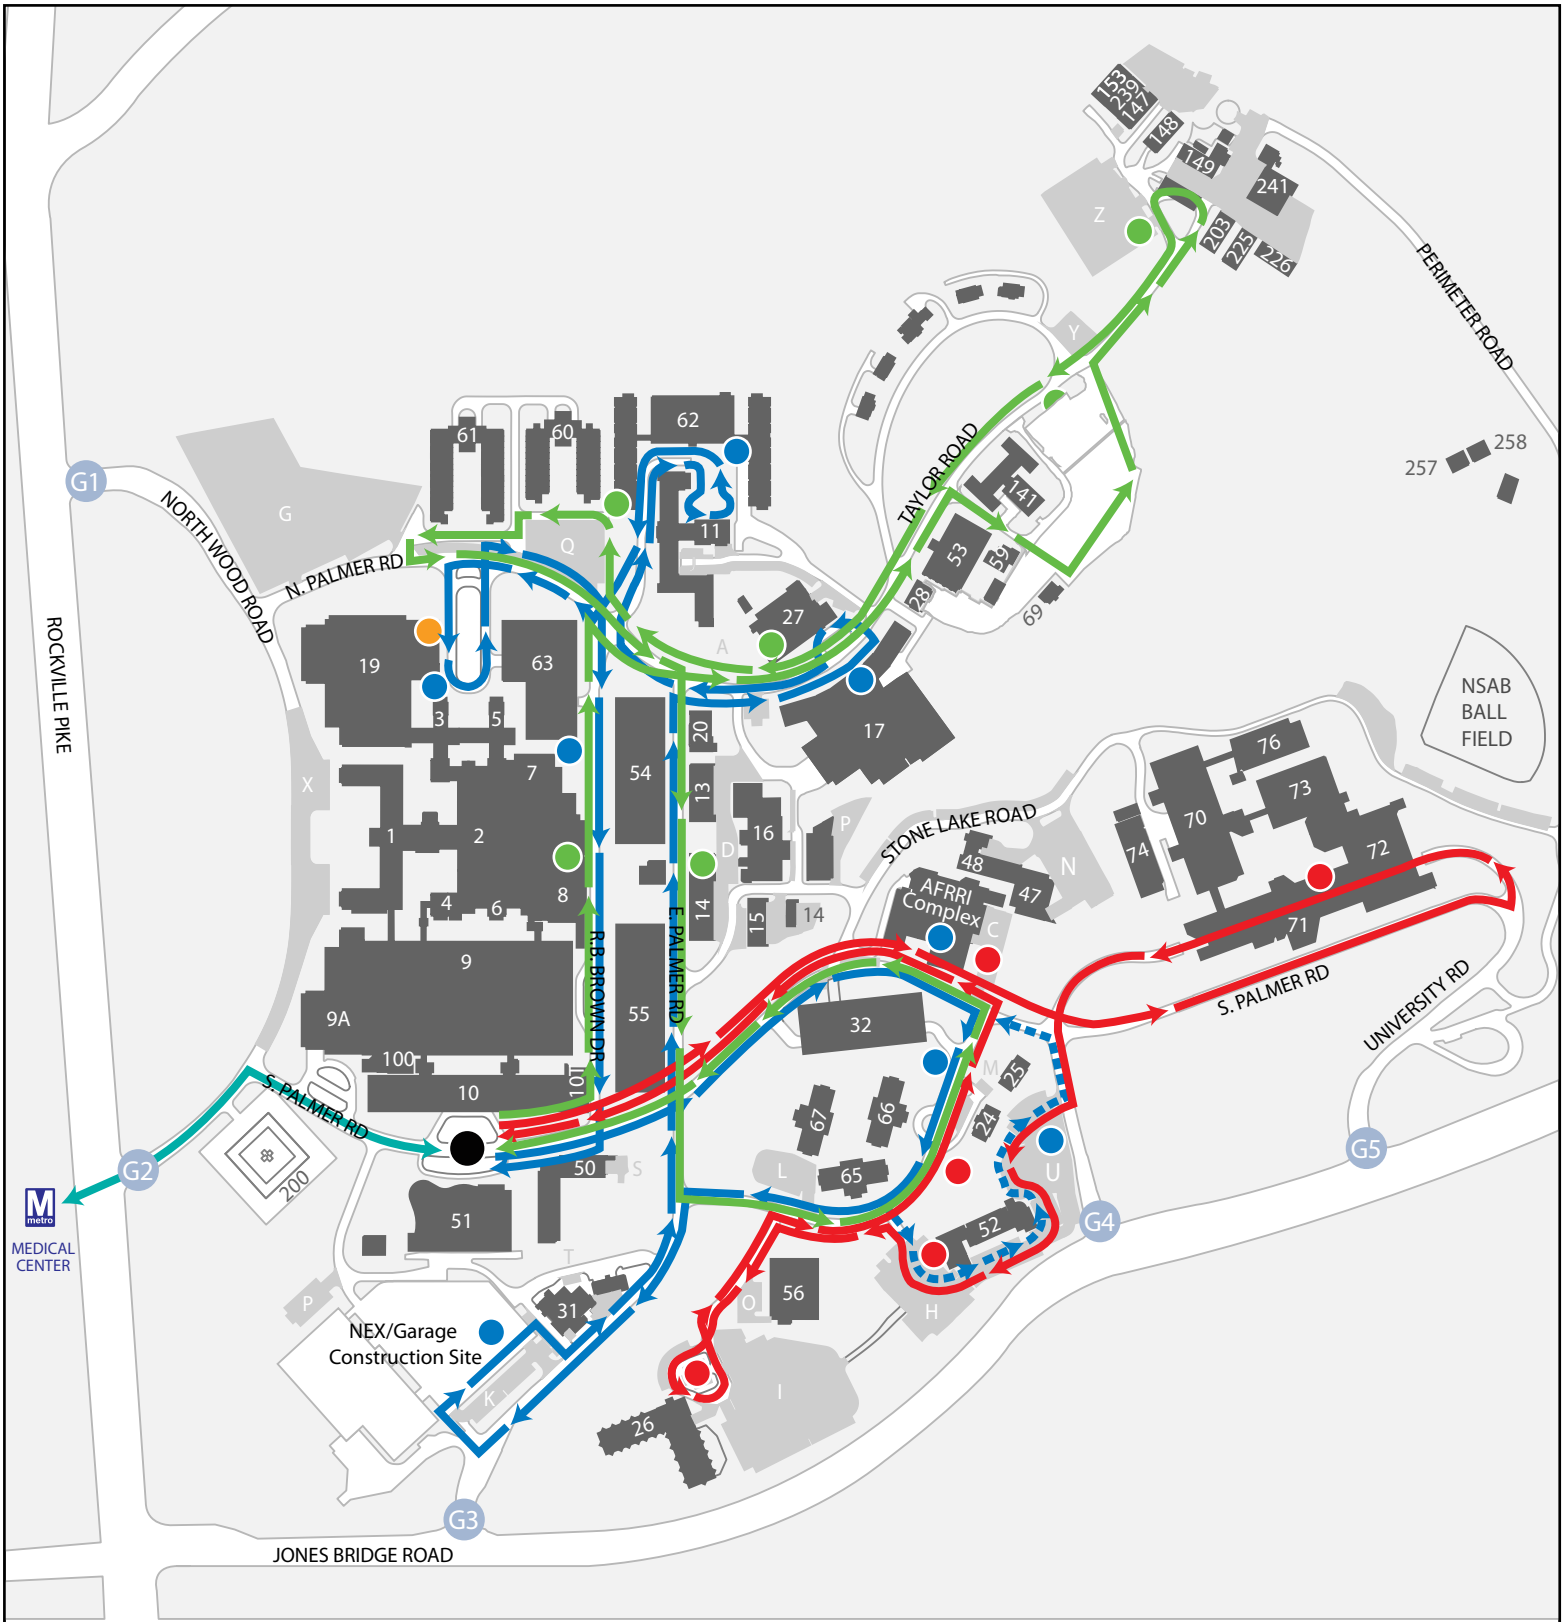 153
239
147
148
149
241
Z
203
225
226
PERIMETER ROAD
Y
258
257
62
61
60
G1
NORTH WOOD ROAD
G
TAYLOR ROAD
141
11
Q
J
53
59
N. PALMER RD
28
69
27
ROCKVILLE PIKE
19
63
A
NSAB
BALL
FIELD
3
5
20
17
76
7
54
13
X
73
70
1
2
16
P
STONE LAKE ROAD
D
74
72
48
N
AFRRI
Complex
47
8
4
6
14
15
14
C
71
R.B. BROWN DR
E. PALMER RD
9
S. PALMER RD
UNIVERSITY RD
9A
55
32
100
10
101
M
25
S. PALMER RD
67
66
24
G2
200
50
S
L
65
U
G5
M
metro
MEDICAL
CENTER
51
52
G4
T
P
31
O
56
H
NEX/Garage
Construction Site
K
I
26
G3
JONES BRIDGE ROAD